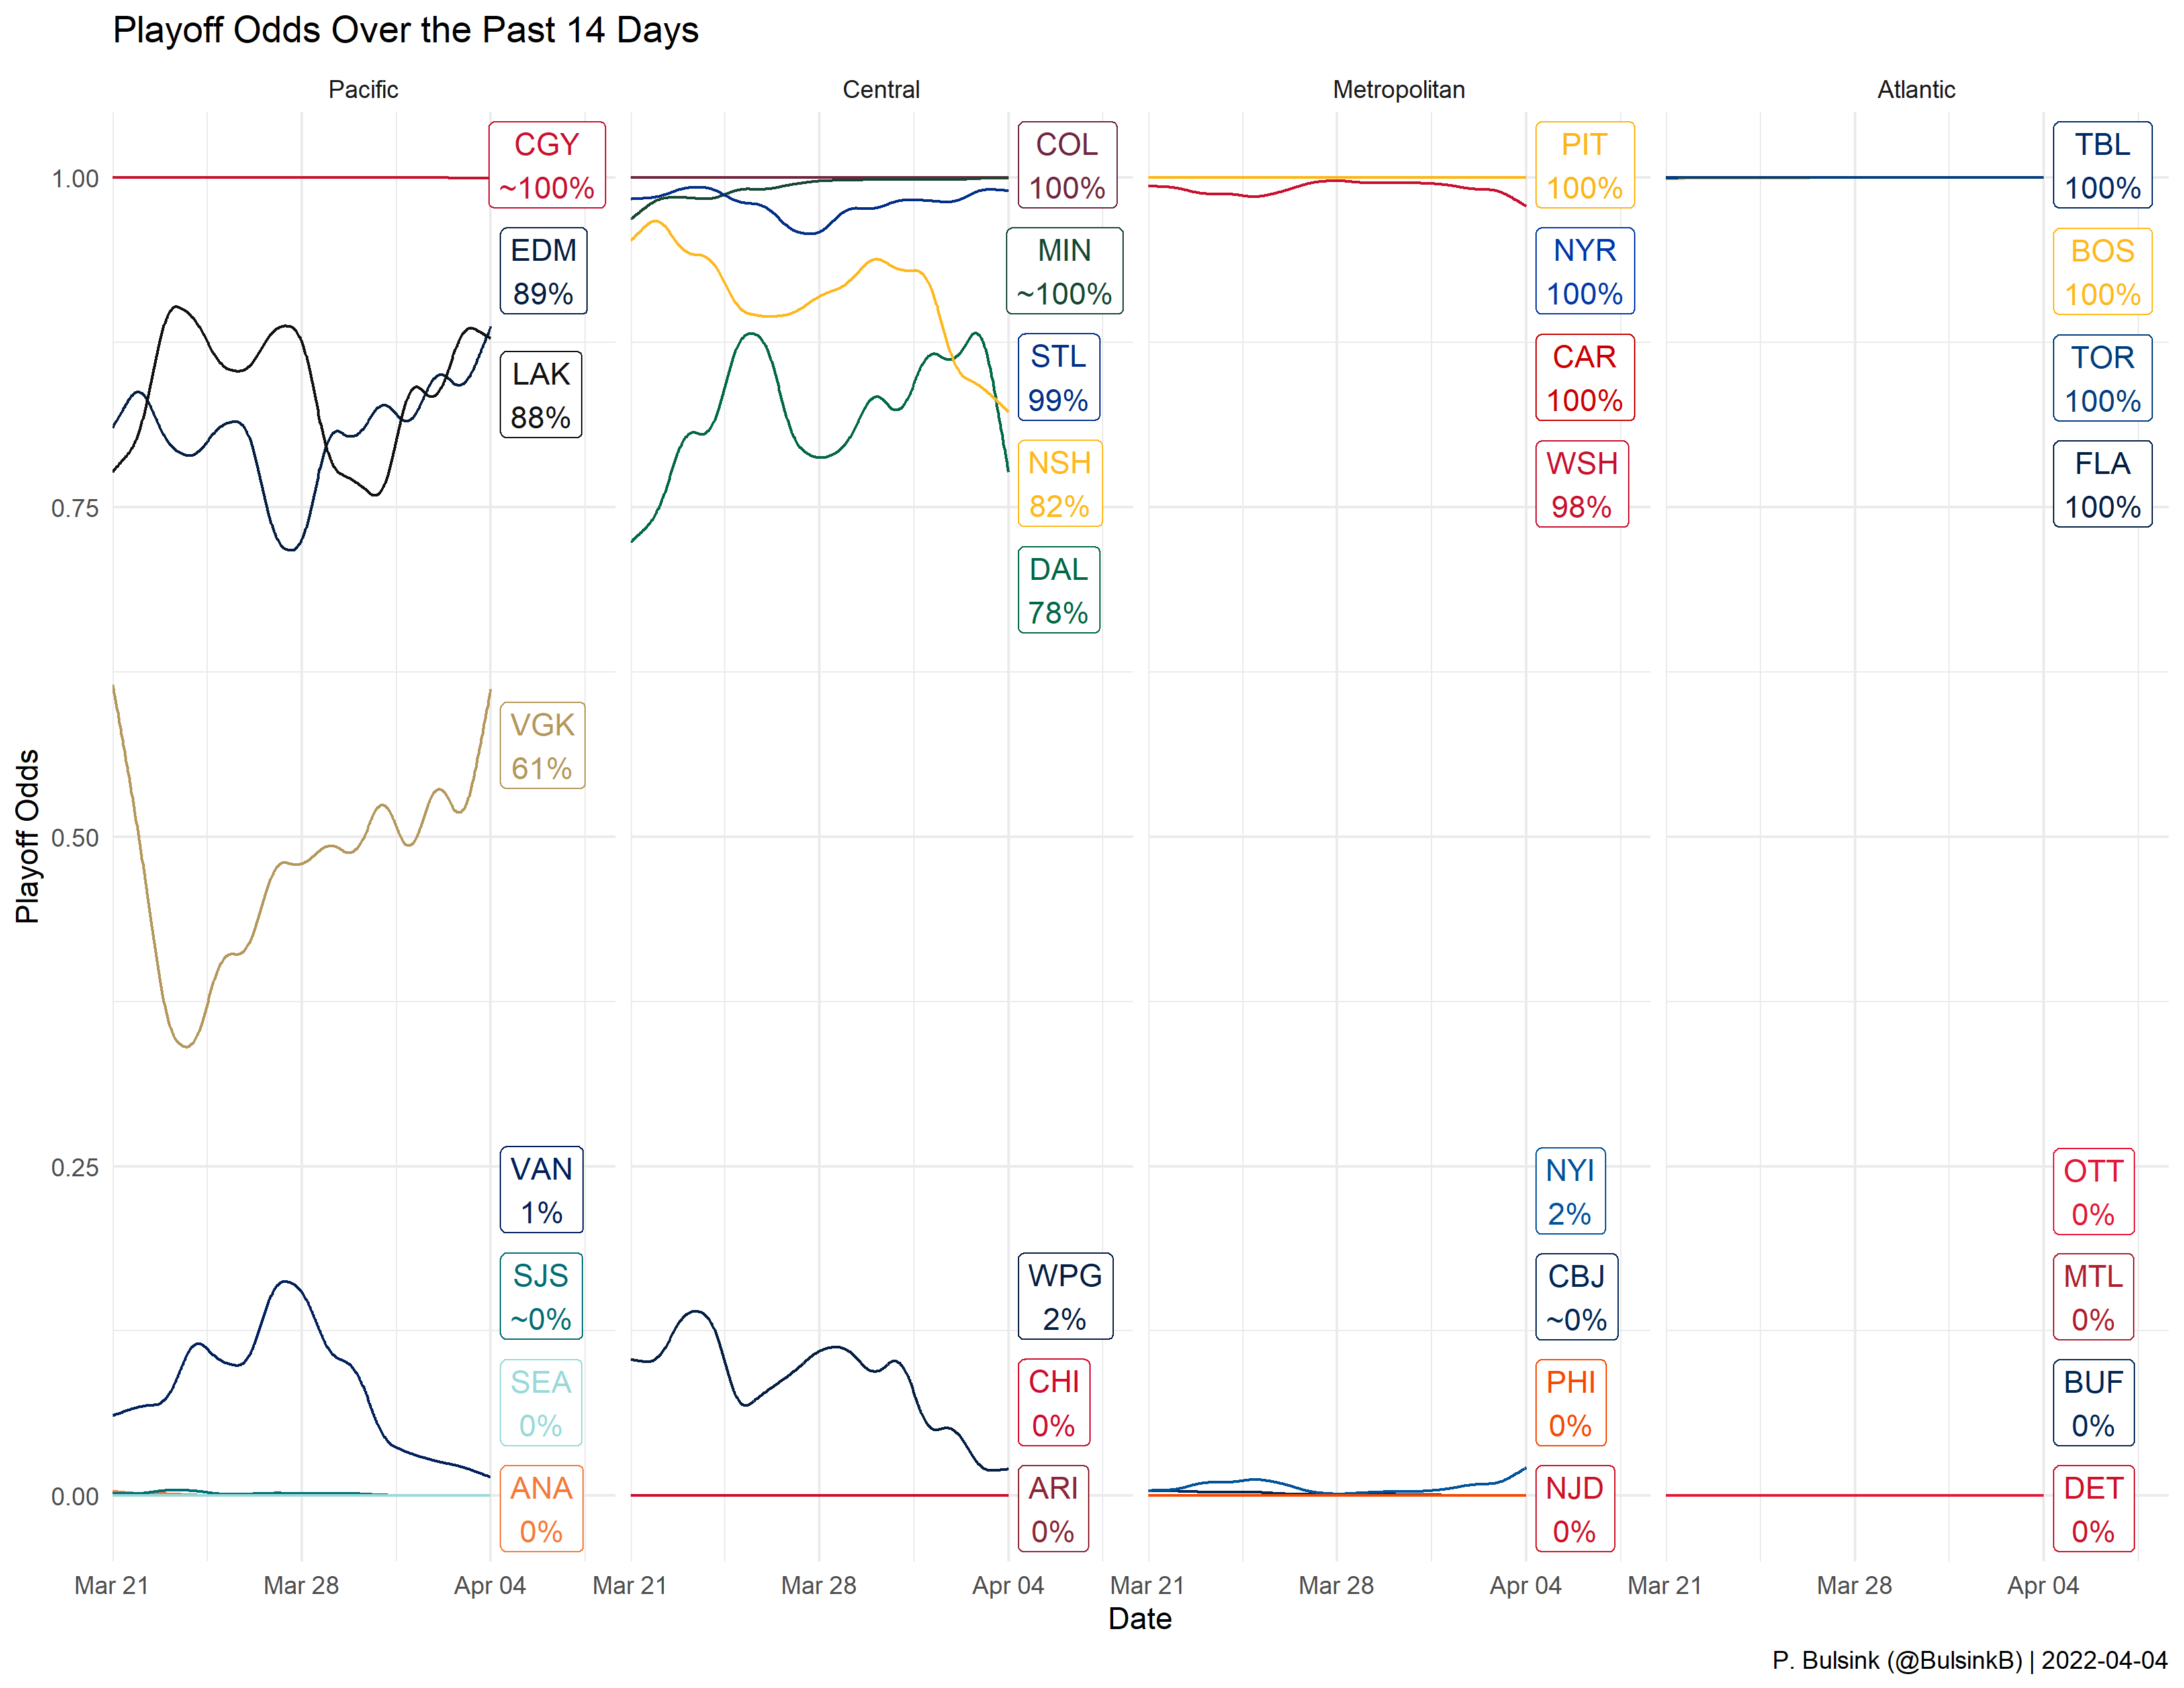 Playoff Odds Over the Past 14 Days
Pacific
Central
Metropolitan
Atlantic
Playoff Odds
1.00
0.75
0.50
0.25
0.00
CGY
~100%
EDM
89%
LAK
88%
VGK
61%
VAN
1%
SJS
~0%
SEA
0%
ANA
0%
COL
100%
MIN
~100%
STL
99%
NSH
82%
DAL
78%
WPG
2%
CHI
0%
ARI
0%
PIT
100%
NYR
100%
CAR
100%
WSH
98%
NYI
2%
CBJ
~0%
PHI
0%
NJD
0%
TBL
100%
BOS
100%
TOR
100%
FLA
100%
OTT
0%
MTL
0%
BUF
0%
DET
0%
Mar 21 Mar 28 Apr 04 Mar 21 Mar 28 Apr 04 Mar 21 Mar 28 Apr 04 Mar 21 Mar 28 Apr 04
Date
P. Bulsink (@BulsinkB) | 2022-04-04